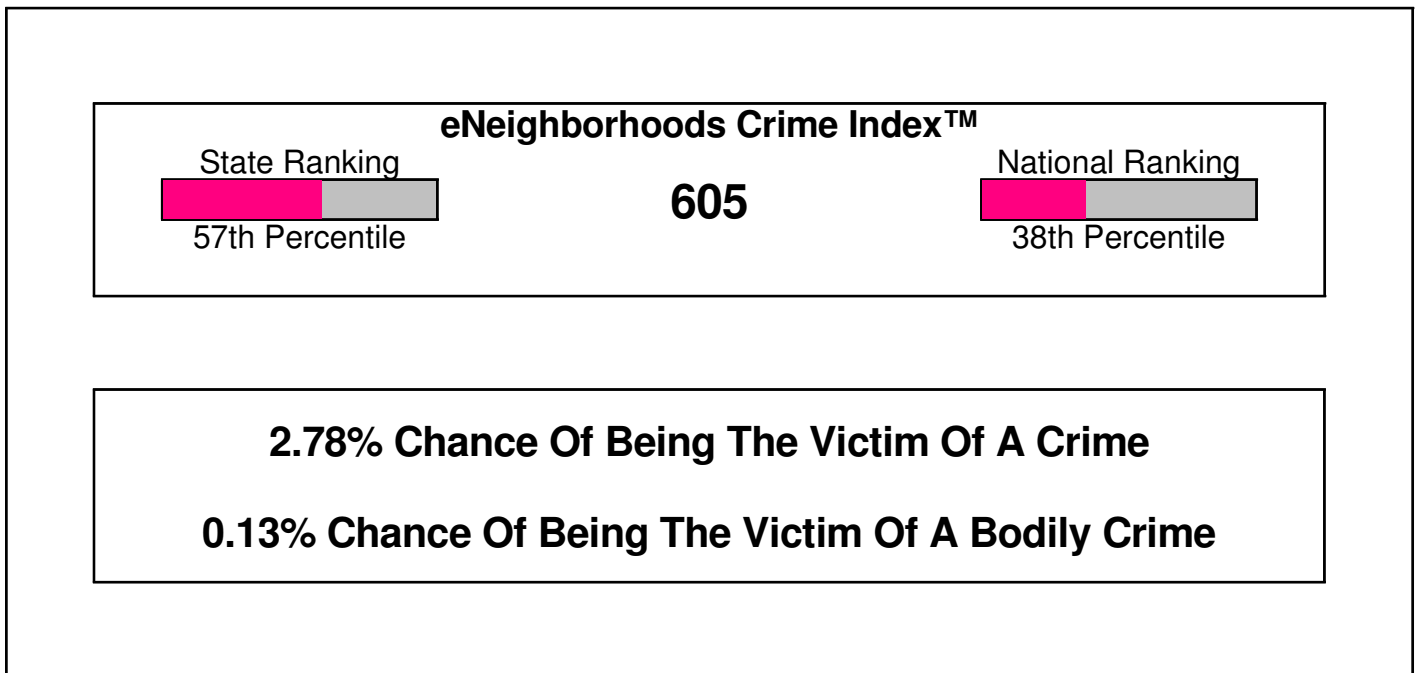 eNeighborhoods Crime Index™
State Ranking
57th Percentile
605
National Ranking
38th Percentile
2.78% Chance Of Being The Victim Of A Crime
0.13% Chance Of Being The Victim Of A Bodily Crime